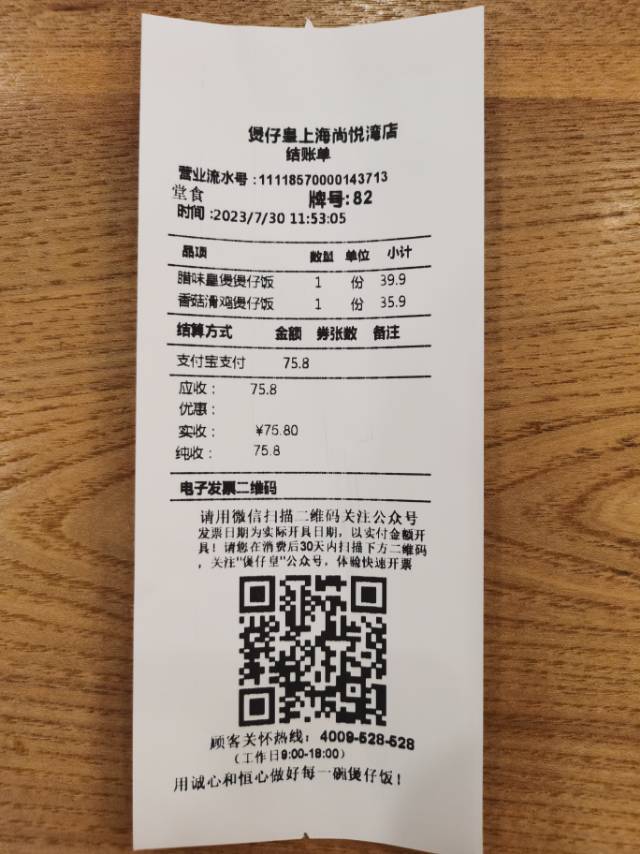 煲仔皇上海尚悦湾店
结账单
营业流水号:11118570000143713
堂食 牌号:82
时间:2023/7/30 11:53:05
品项 数量 单位 小计
腊味皇煲煲仔饭 1 份 39.9
香菇滑鸡煲仔饭 1 份 35.9
结算方式 金额 券张数 备注
支付宝支付 75.8
应收: 75.8
优惠:
实收: ¥75.80
纯收: 75.8
电子发票二维码
请用微信扫描二维码关注公众号
发票日期为实际开具日期，以实付金额开
具！请您在消费后30天内扫描下方二维码
，关注"煲仔皇"公众号，体验快速开票
顾客关怀热线：4009-528-528
（工作日9:00-18:00）
用诚心和恒心做好每一碗煲仔饭！